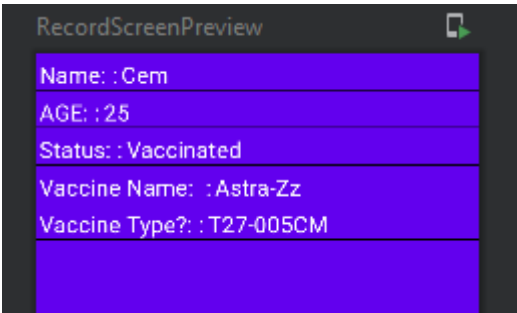 RecordScreenPreview
Name: :Cem
AGE: :25
Status: : Vaccinated
Vaccine Name:  :Astra-Zz
Vaccine Type?: : T27-005CM